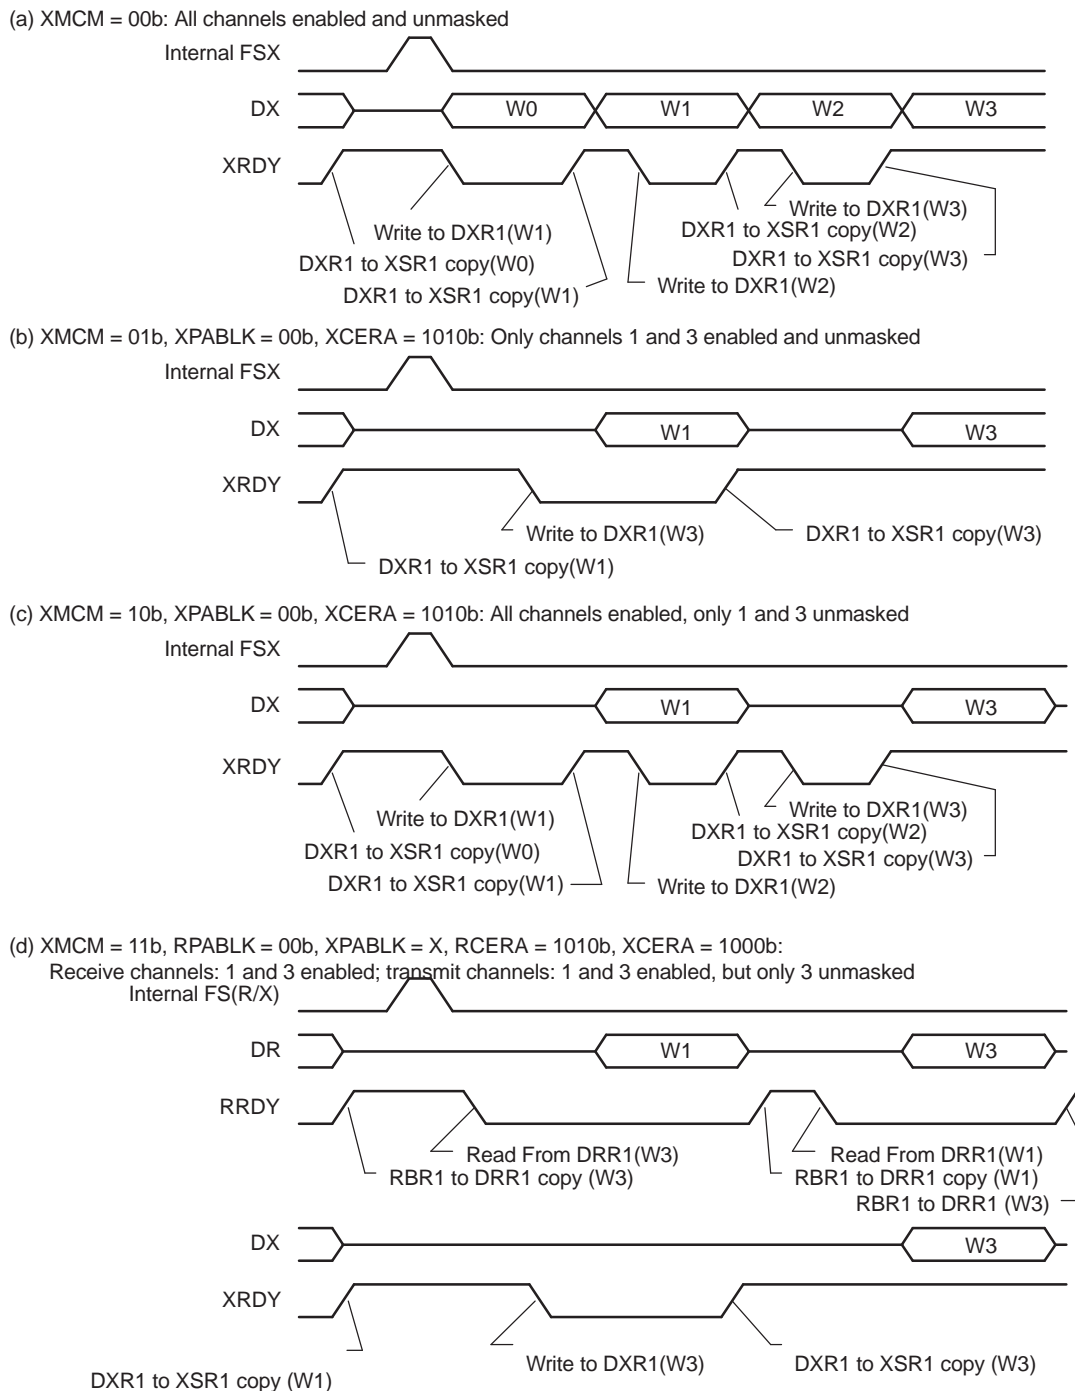 (a) XMCM = 00b: All channels enabled and unmasked
Internal FSX
DX
W0
W1
W2
W3
XRDY
Write to DXR1(W3)
Write to DXR1(W1)
DXR1 to XSR1 copy(W2)
DXR1 to XSR1 copy(W0)
DXR1 to XSR1 copy(W3)
DXR1 to XSR1 copy(W1)
Write to DXR1(W2)
(b) XMCM = 01b, XPABLK = 00b, XCERA = 1010b: Only channels 1 and 3 enabled and unmasked
Internal FSX
DX
W1
W3
XRDY
Write to DXR1(W3)
DXR1 to XSR1 copy(W3)
DXR1 to XSR1 copy(W1)
(c) XMCM = 10b, XPABLK = 00b, XCERA = 1010b: All channels enabled, only 1 and 3 unmasked
Internal FSX
DX
W1
W3
XRDY
Write to DXR1(W3)
Write to DXR1(W1)
DXR1 to XSR1 copy(W2)
DXR1 to XSR1 copy(W0)
DXR1 to XSR1 copy(W3)
DXR1 to XSR1 copy(W1)
Write to DXR1(W2)
(d) XMCM = 11b, RPABLK = 00b, XPABLK = X, RCERA = 1010b, XCERA = 1000b:
Receive channels: 1 and 3 enabled; transmit channels: 1 and 3 enabled, but only 3 unmasked
Internal FS(R/X)
DR
W1
W3
RRDY
Read From DRR1(W3)
Read From DRR1(W1)
RBR1 to DRR1 copy (W3)
RBR1 to DRR1 copy (W1)
RBR1 to DRR1 (W3)
DX
W3
XRDY
Write to DXR1(W3)
DXR1 to XSR1 copy (W3)
DXR1 to XSR1 copy (W1)